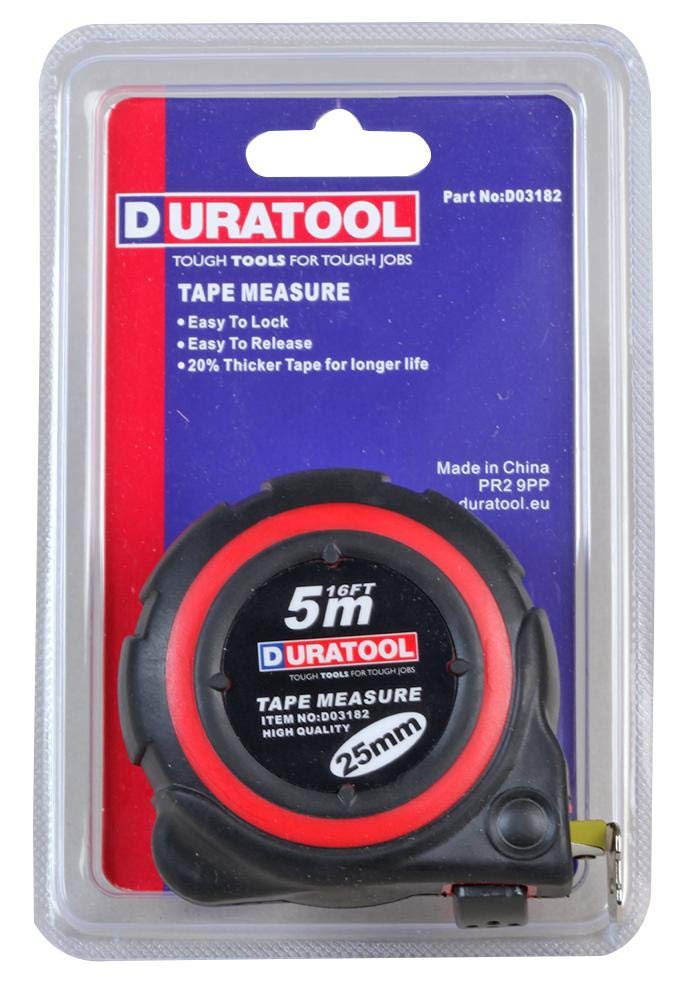 Part No:D03182
DURATOOL
TOUGH TOOLS FOR TOUGH JOBS
TAPE MEASURE
• Easy To Lock
• Easy To Release
• 20% Thicker Tape for longer life
Made in China
PR2 9PP
duratool.eu
16FT
5m
DURATOOL
TOUGH TOOLS FOR TOUGH JOBS
TAPE MEASURE
ITEM NO:D03182
HIGH QUALITY
25mm